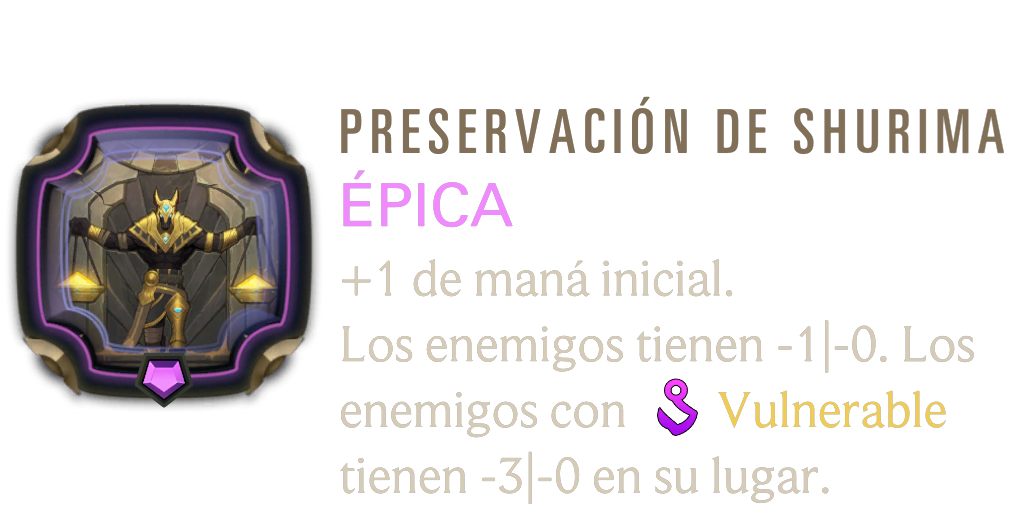 PRESERVACIÓN DE SHURIMA
ÉPICA
+1 de maná inicial.
Los enemigos tienen -1|-0. Los
enemigos con Vulnerable
tienen -3|-0 en su lugar.